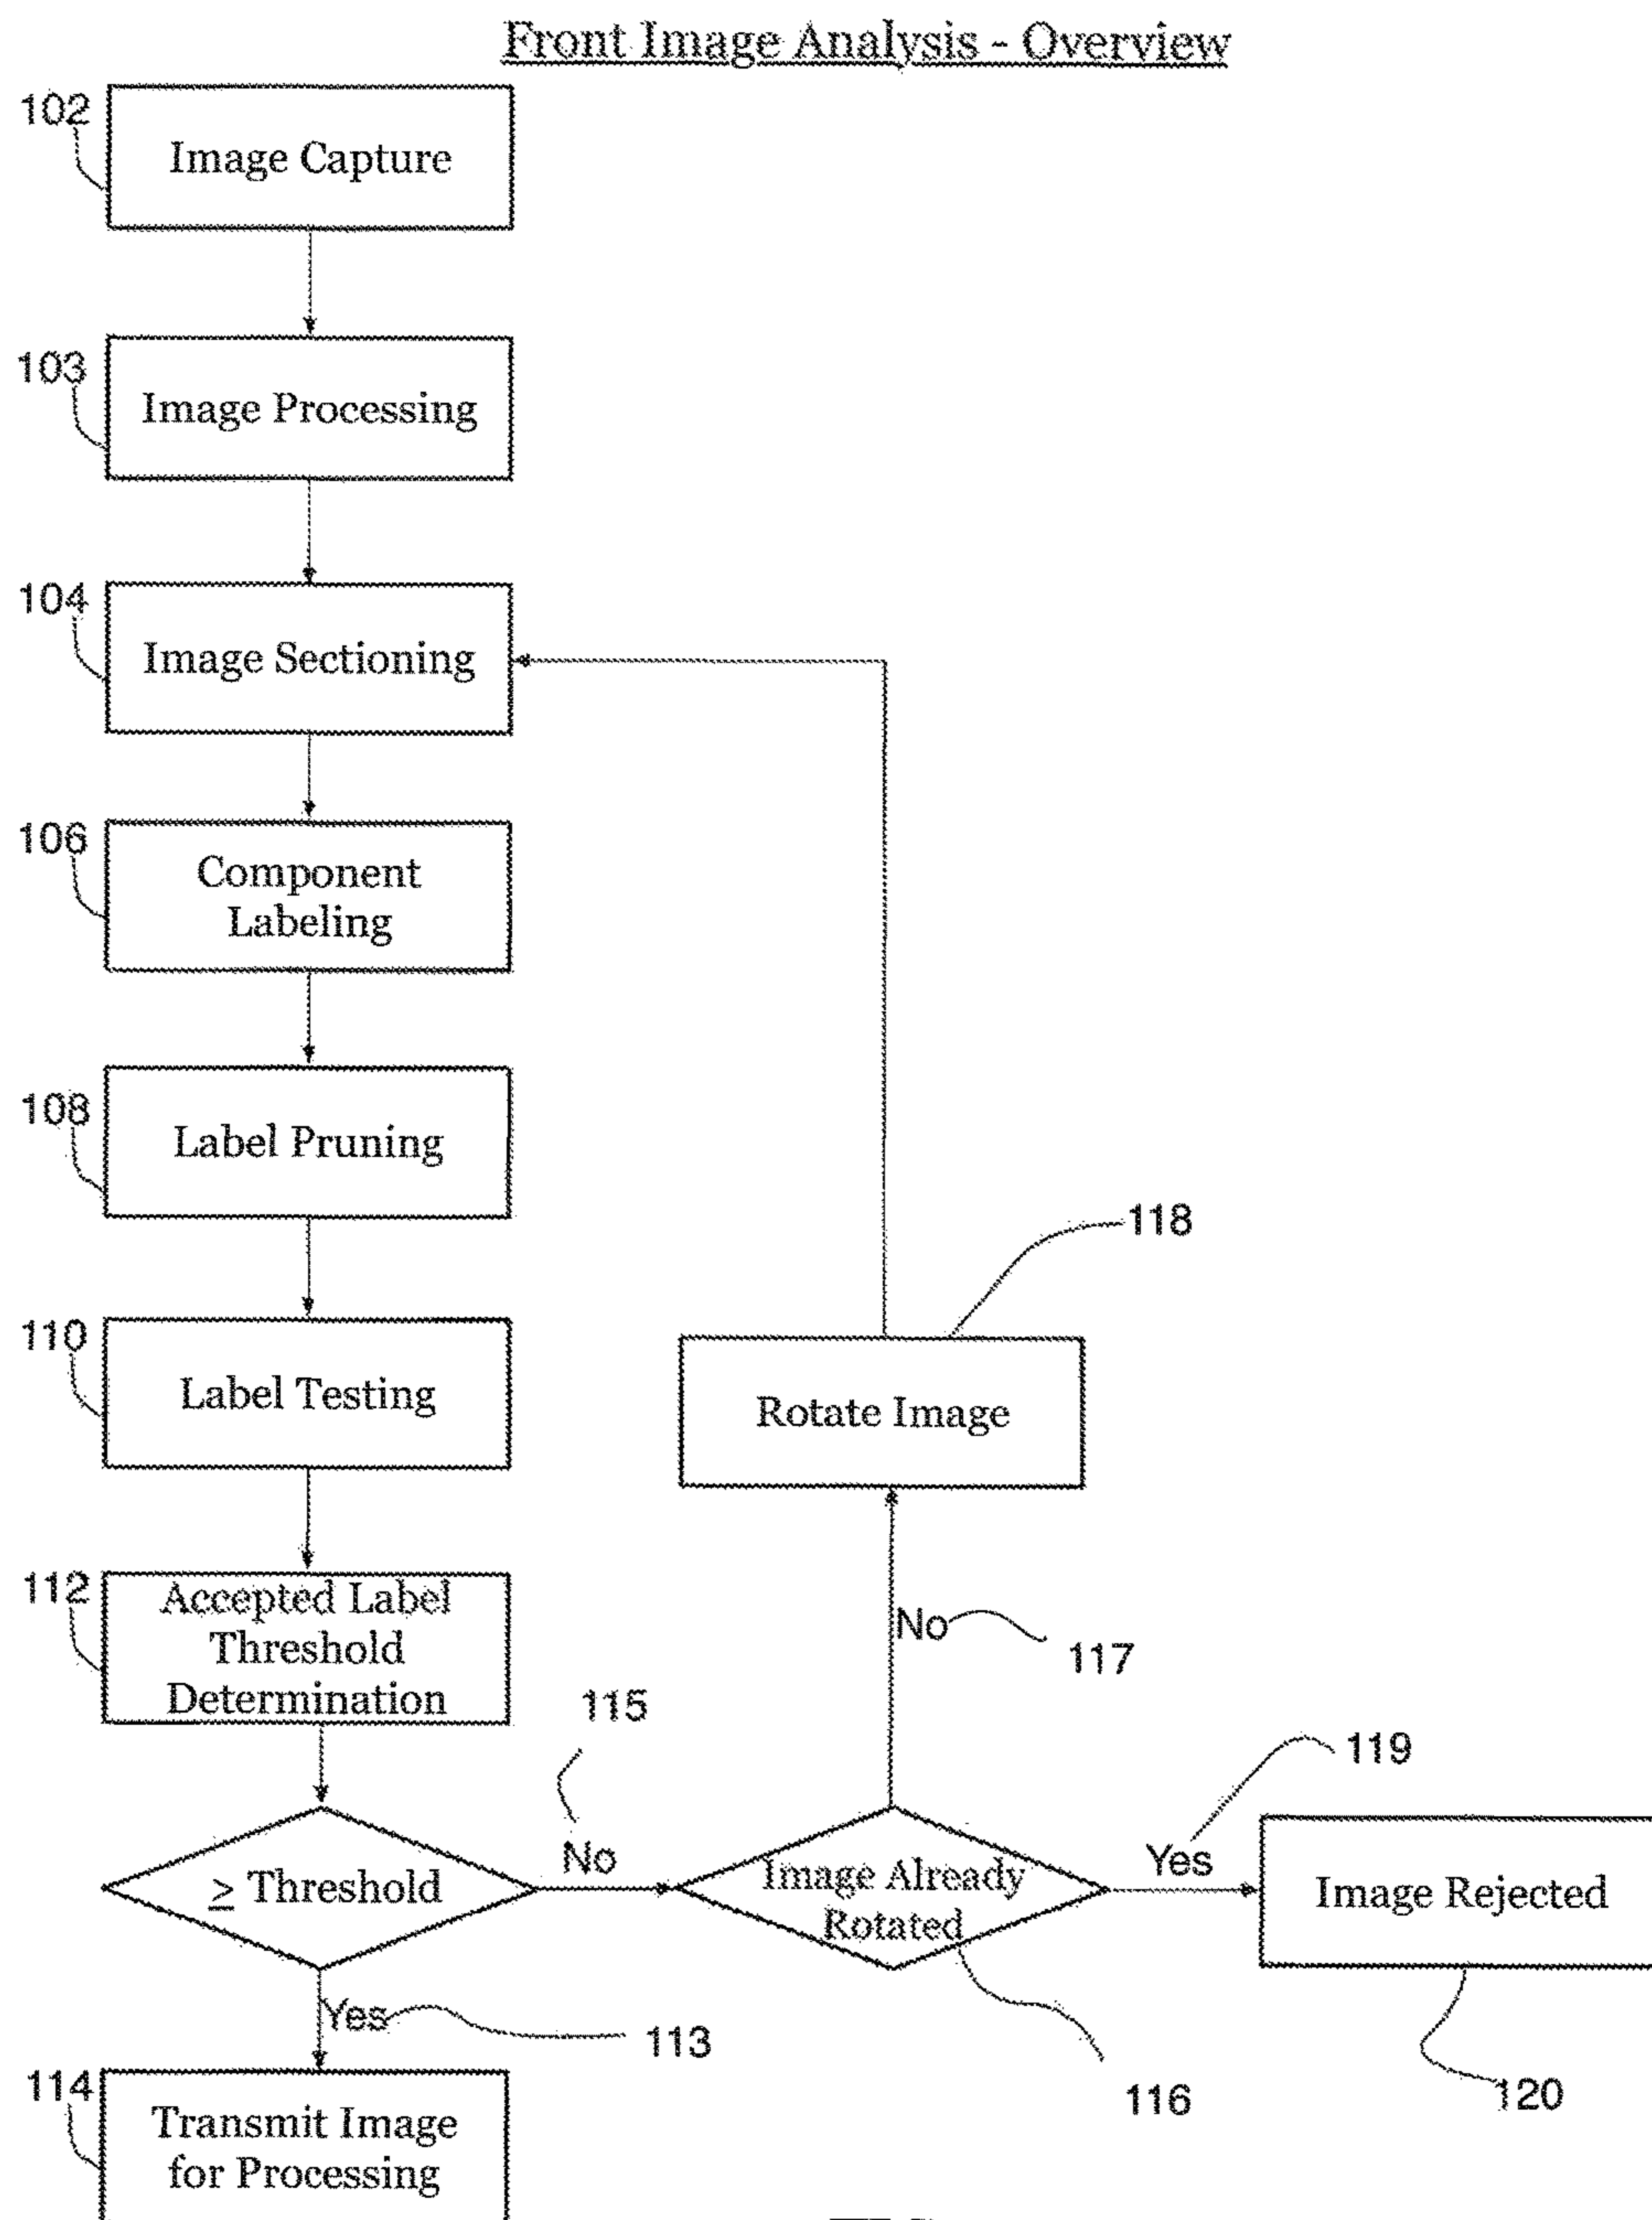 Front Image Analysis - Overview
102
Image Capture
103
Image Processing
104
Image Sectioning
106
Component
Labeling
108
Label Pruning
110
Label Testing
118
Rotate Image
112
Accepted Label
Threshold
Determination
No
117
115
119
≥ Threshold
No
Image Already
Rotated
Yes
Image Rejected
Yes
113
116
120
114
Transmit Image
for Processing